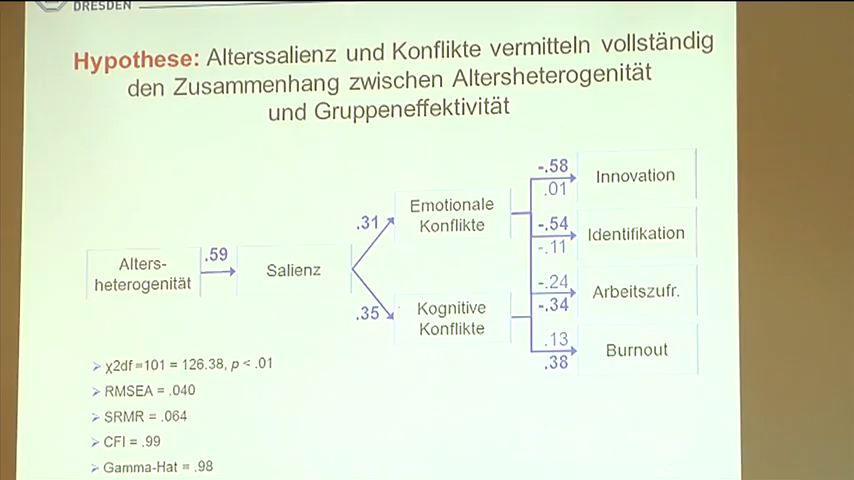 DRESDEN
Hypothese: Alterssalienz und Konflikte vermitteln vollständig
den Zusammenhang zwischen Altersheterogenität
und Gruppeneffektivität
Alters-
heterogenität
.59
Salienz
.31
.35
Emotionale
Konflikte
Kognitive
Konflikte
-.58
.01
Innovation
-.54
-.11
Identifikation
-.24
-.34
Arbeitszufr.
.13
.38
Burnout
χ2df=101 = 126.38, p < .01
RMSEA = .040
SRMR = .064
CFI = .99
Gamma-Hat = .98